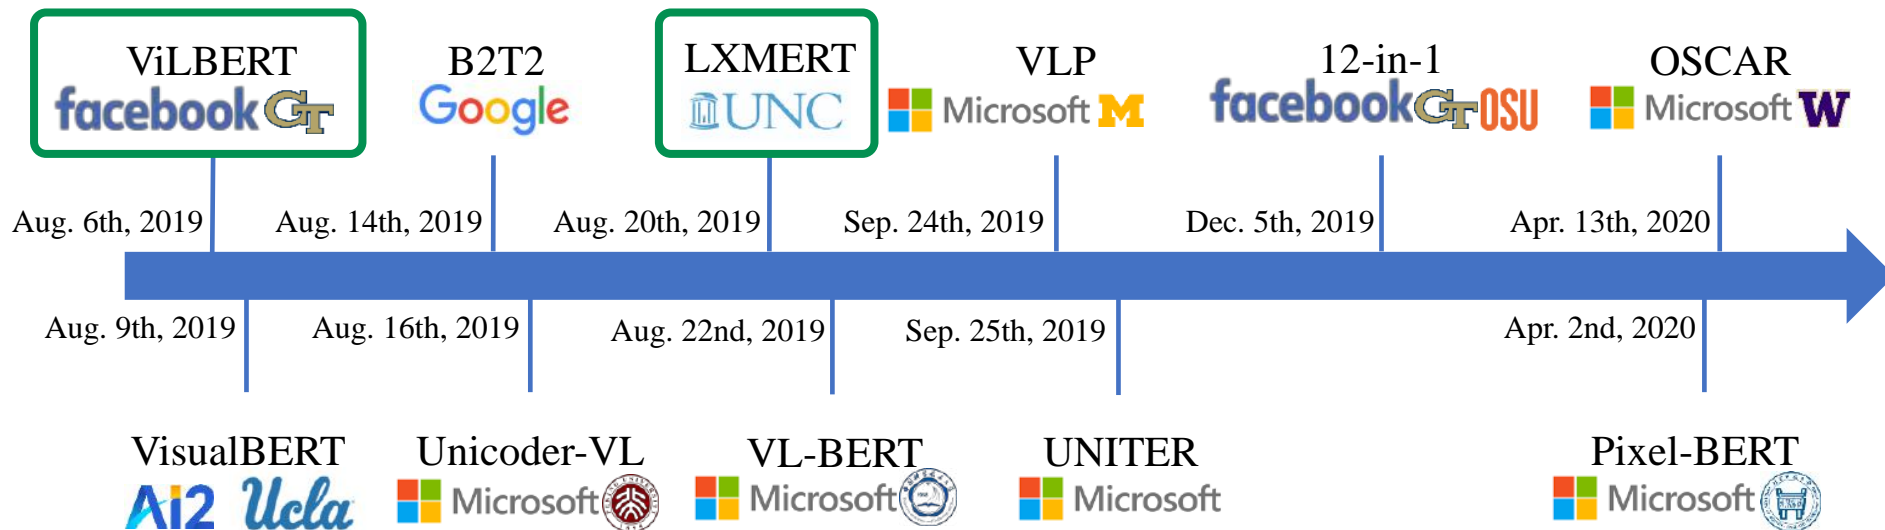 ViLBERT
B2T2
LXMERT
VLP
12-in-1
OSCAR
facebook GT
Google
UNC
Microsoft M
facebook GT OSU
Microsoft W
Aug. 6th, 2019
Aug. 14th, 2019
Aug. 20th, 2019
Sep. 24th, 2019
Dec. 5th, 2019
Apr. 13th, 2020
Aug. 9th, 2019
Aug. 16th, 2019
Aug. 22nd, 2019
Sep. 25th, 2019
Apr. 2nd, 2020
VisualBERT
Unicoder-VL
VL-BERT
UNITER
Pixel-BERT
Ai2 Ucla
Microsoft
Microsoft
Microsoft
Microsoft